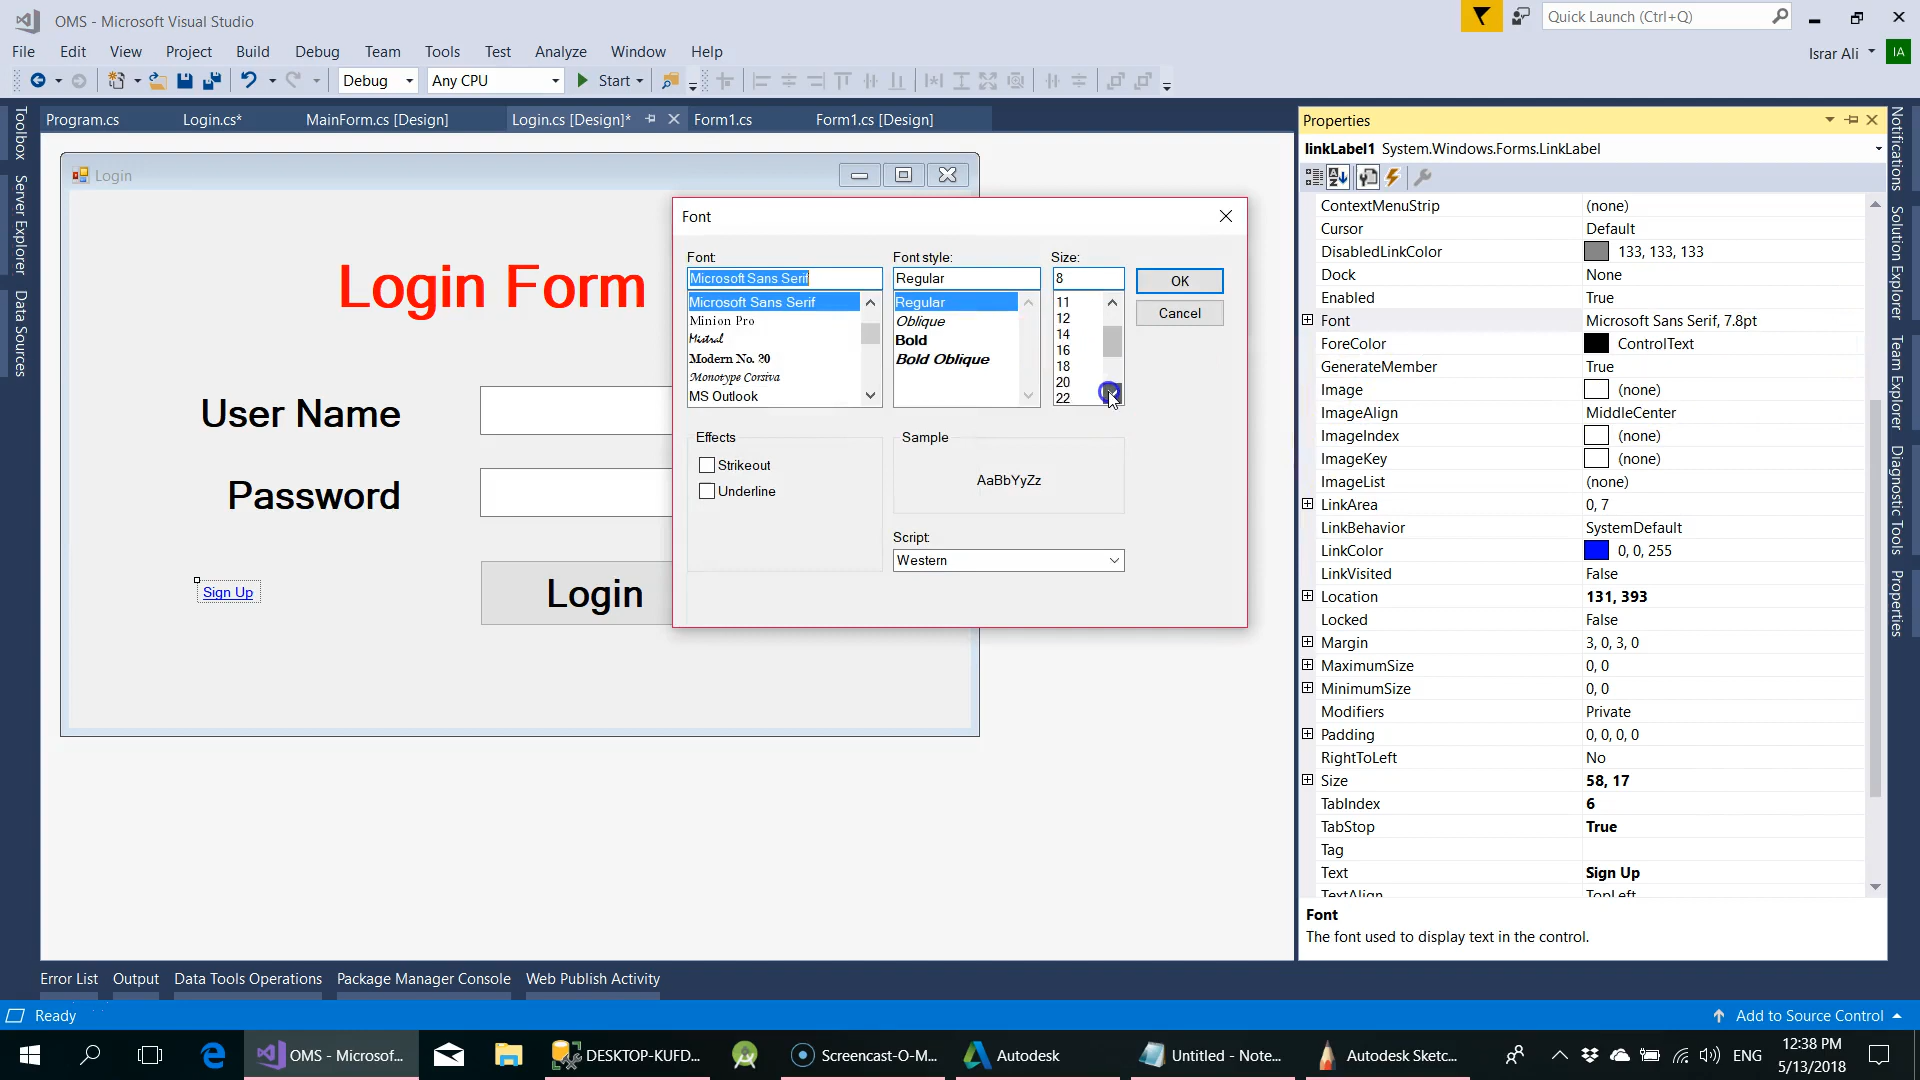 OMS - Microsoft Visual Studio
Quick Launch (Ctrl+Q)
File Edit View Project Build Debug Team Tools Test Analyze Window Help
Israr Ali IA
Debug Any CPU Start
Toolbox
Server Explorer
Data Sources
Program.cs Login.cs* MainForm.cs [Design] Login.cs [Design]* Form1.cs Form1.cs [Design]
Login
Login Form
User Name
Password
Sign Up
Login
Font
Font: Font style: Size:
Microsoft Sans Serif Regular 8
OK
Cancel
Microsoft Sans Serif
Minion Pro
Mistral
Modern No. 20
Monotype Corsiva
MS Outlook
Regular
Oblique
Bold
Bold Oblique
11
12
14
16
18
20
22
Effects
Strikeout
Underline
Sample
AaBbYyZz
Script:
Western
Properties
linkLabel1 System.Windows.Forms.LinkLabel
ContextMenuStrip (none)
Cursor Default
DisabledLinkColor 133, 133, 133
Dock None
Enabled True
Font Microsoft Sans Serif, 7.8pt
ForeColor ControlText
GenerateMember True
Image (none)
ImageAlign MiddleCenter
ImageIndex (none)
ImageKey (none)
ImageList (none)
LinkArea 0, 7
LinkBehavior SystemDefault
LinkColor 0, 0, 255
LinkVisited False
Location 131, 393
Locked False
Margin 3, 0, 3, 0
MaximumSize 0, 0
MinimumSize 0, 0
Modifiers Private
Padding 0, 0, 0, 0
RightToLeft No
Size 58, 17
TabIndex 6
TabStop True
Tag
Text Sign Up
TextAlign TopLeft
Font
The font used to display text in the control.
Notifications
Solution Explorer
Team Explorer
Diagnostic Tools
Properties
Error List Output Data Tools Operations Package Manager Console Web Publish Activity
Ready
Add to Source Control
OMS - Microsof...
DESKTOP-KUFD...
Screencast-O-M...
Autodesk
Untitled - Note...
Autodesk Sketc...
ENG
12:38 PM
5/13/2018